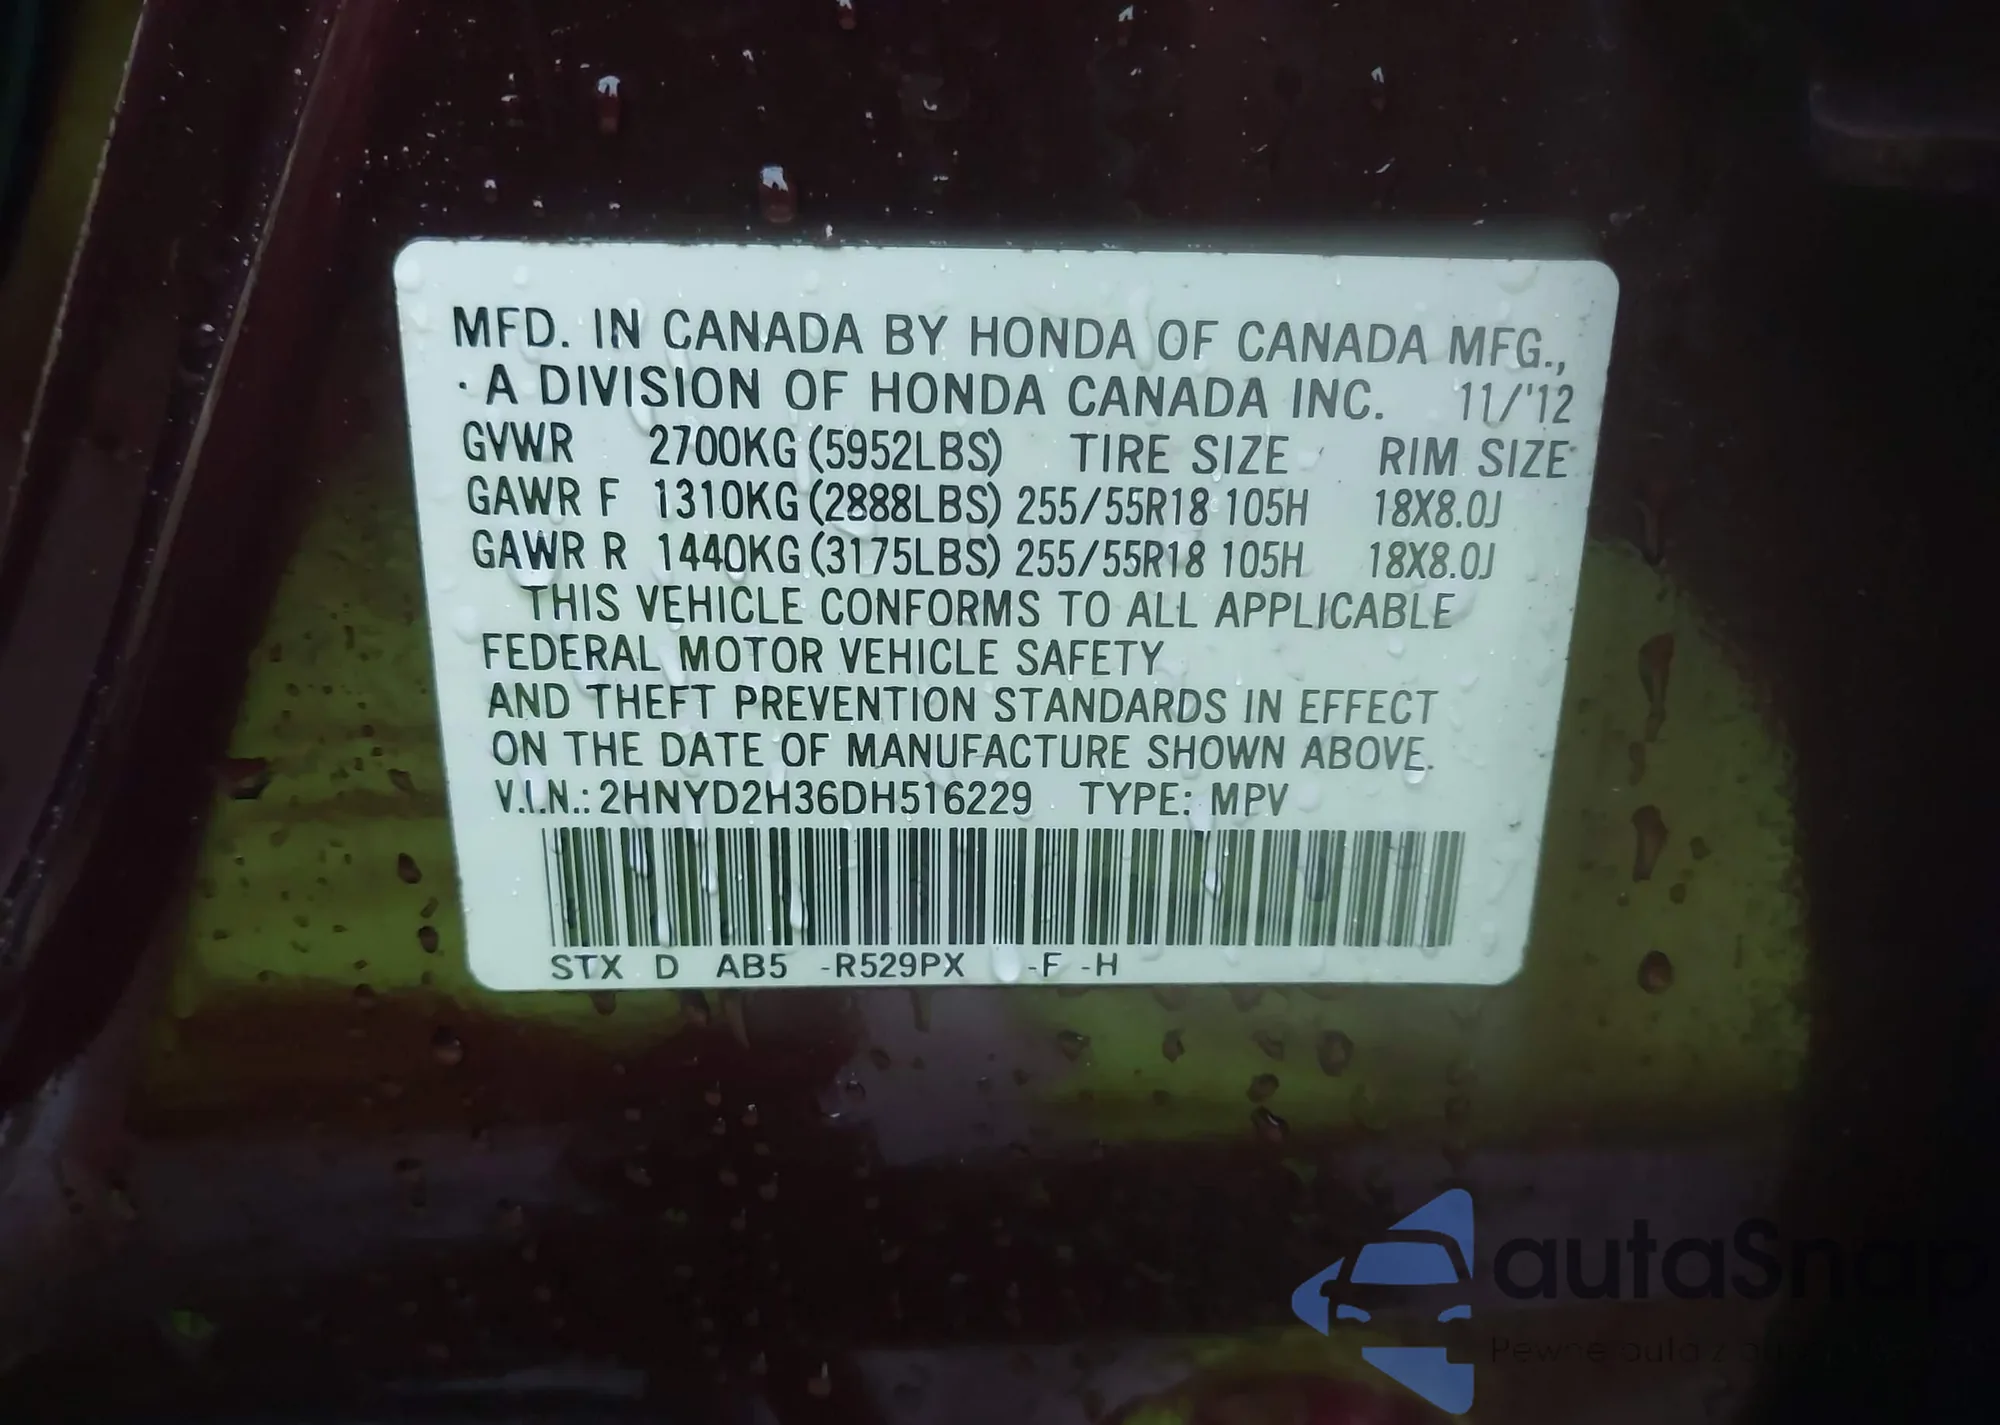 MFD. IN CANADA BY HONDA OF CANADA MFG.,
· A DIVISION OF HONDA CANADA INC. 11/'12
GVWR 2700KG (5952LBS) TIRE SIZE RIM SIZE
GAWR F 1310KG (2888LBS) 255/55R18 105H 18X8.0J
GAWR R 1440KG (3175LBS) 255/55R18 105H 18X8.0J
THIS VEHICLE CONFORMS TO ALL APPLICABLE
FEDERAL MOTOR VEHICLE SAFETY
AND THEFT PREVENTION STANDARDS IN EFFECT
ON THE DATE OF MANUFACTURE SHOWN ABOVE.
V.I.N.: 2HNYD2H36DH516229 TYPE: MPV
STX D AB5 -R529PX -F -H
autaSnap
Pewne auta z